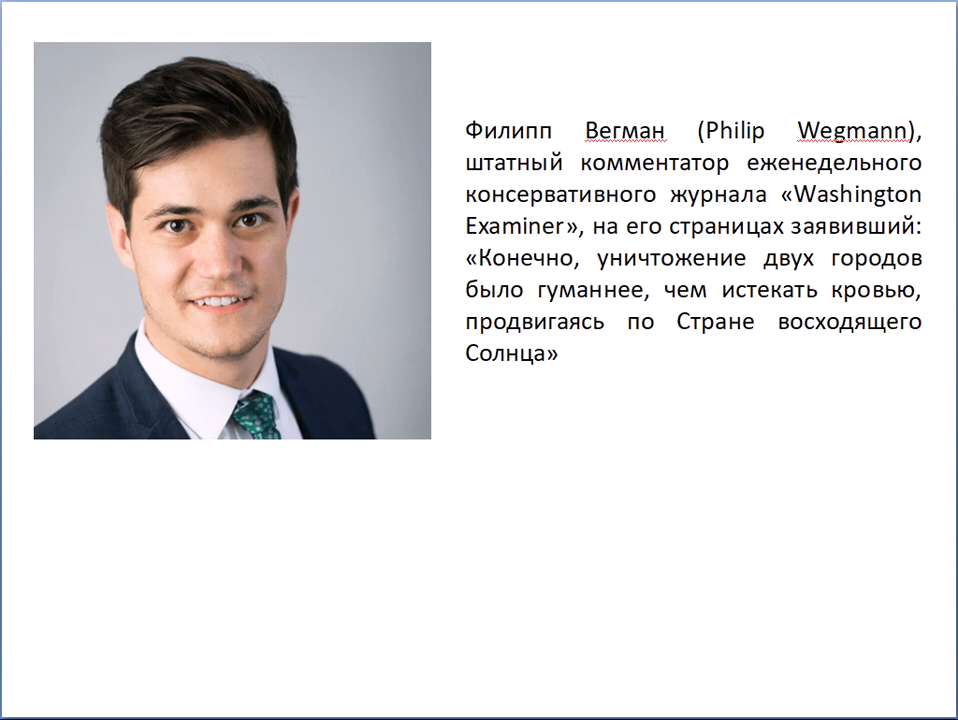 Филипп Вегман (Philip Wegmann),
штатный комментатор еженедельного
консервативного журнала «Washington
Examiner», на его страницах заявивший:
«Конечно, уничтожение двух городов
было гуманнее, чем истекать кровью,
продвигаясь по Стране восходящего
Солнца»